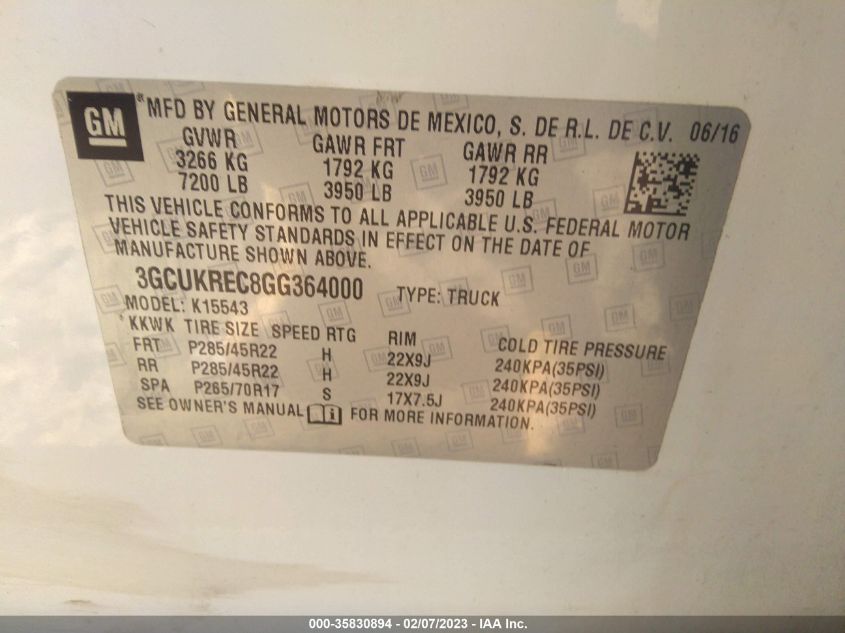 GM
*MFD BY GENERAL MOTORS DE MEXICO, S. DE R.L. DE C.V. 06/16
GVWR GAWR FRT GAWR RR
3266 KG 1792 KG 1792 KG
7200 LB 3950 LB 3950 LB
THIS VEHICLE CONFORMS TO ALL APPLICABLE U.S. FEDERAL MOTOR
VEHICLE SAFETY STANDARDS IN EFFECT ON THE DATE OF
MANUFACTURE SHOWN ABOVE.
3GCUKREC8GG364000 TYPE: TRUCK
MODEL: K15543
*KKWK TIRE SIZE SPEED RTG RIM COLD TIRE PRESSURE
FRT P285/45R22 H 22X9J 240KPA(35PSI)
RR P285/45R22 H 22X9J 240KPA(35PSI)
SPA P265/70R17 S 17X7.5J 240KPA(35PSI)
SEE OWNER'S MANUAL FOR MORE INFORMATION.
000-35830894 / 02/07/2023 - IAA Inc.